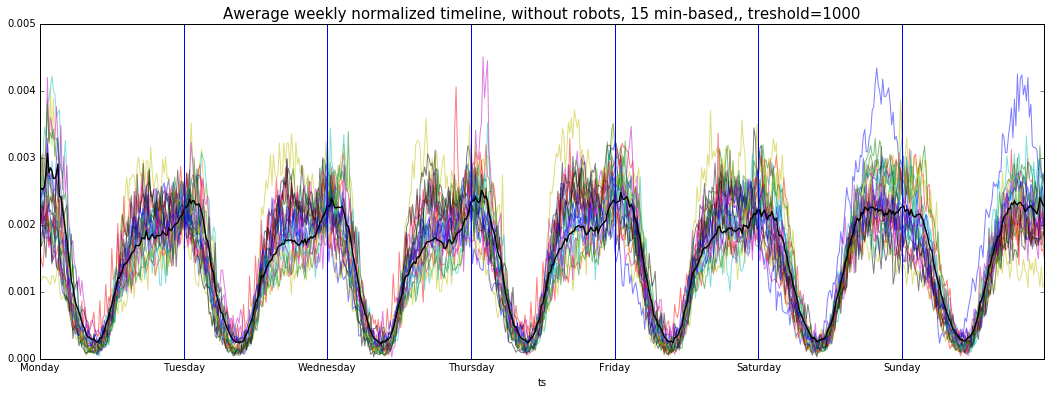 Awerage weekly normalized timeline, without robots, 15 min-based,, treshold=1000
0.005
0.004
0.003
0.002
0.001
0.000
Monday Tuesday Wednesday Thursday Friday Saturday Sunday
ts